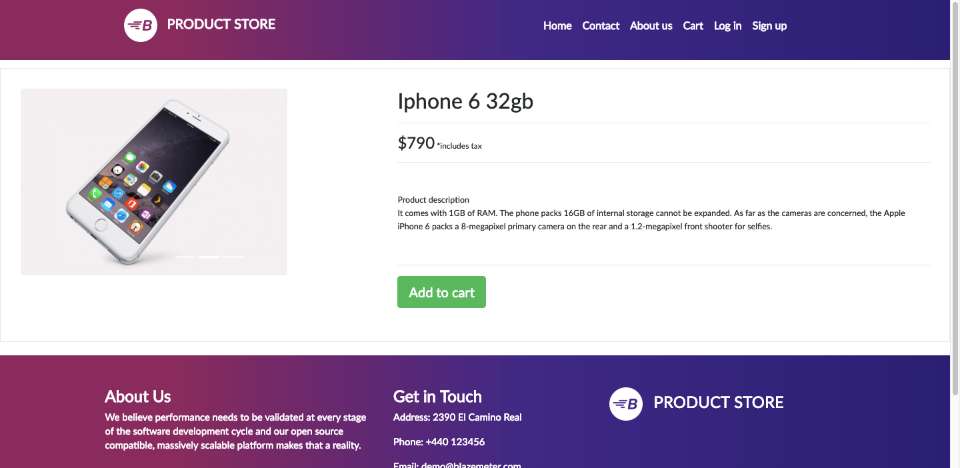 PRODUCT STORE
Home Contact About us Cart Log in Sign up
Iphone 6 32gb
$790 *includes tax
Product description
It comes with 1GB of RAM. The phone packs 16GB of internal storage cannot be expanded. As far as the cameras are concerned, the Apple
iPhone 6 packs a 8-megapixel primary camera on the rear and a 1.2-megapixel front shooter for selfies.
Add to cart
About Us
We believe performance needs to be validated at every stage
of the software development cycle and our open source
compatible, massively scalable platform makes that a reality.
Get in Touch
Address: 2390 El Camino Real
Phone: +440 123456
Email: demo@blazemeter.com
B PRODUCT STORE